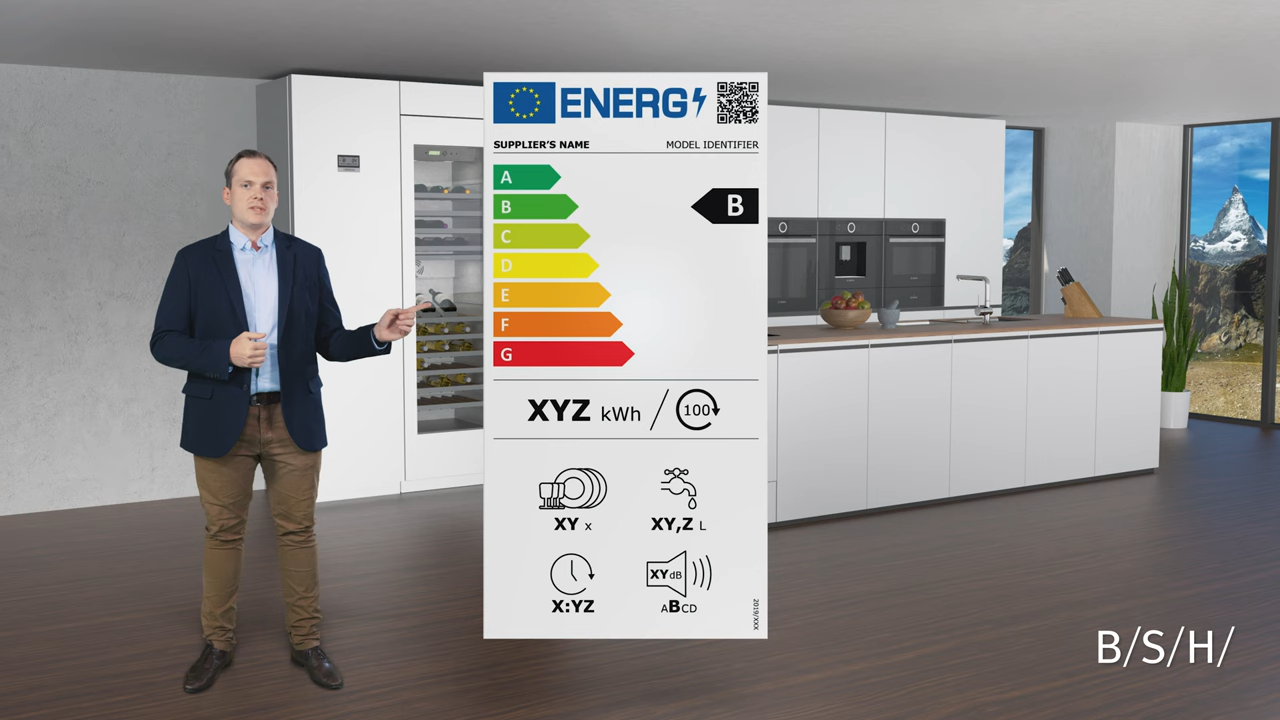 ENERG
SUPPLIER'S NAME MODEL IDENTIFIER
A
B B
C
D
E
F
G
XYZ kWh / 100
XY x XY,Z L
XY dB
X:YZ ABCD
2019/XXX
B/S/H/